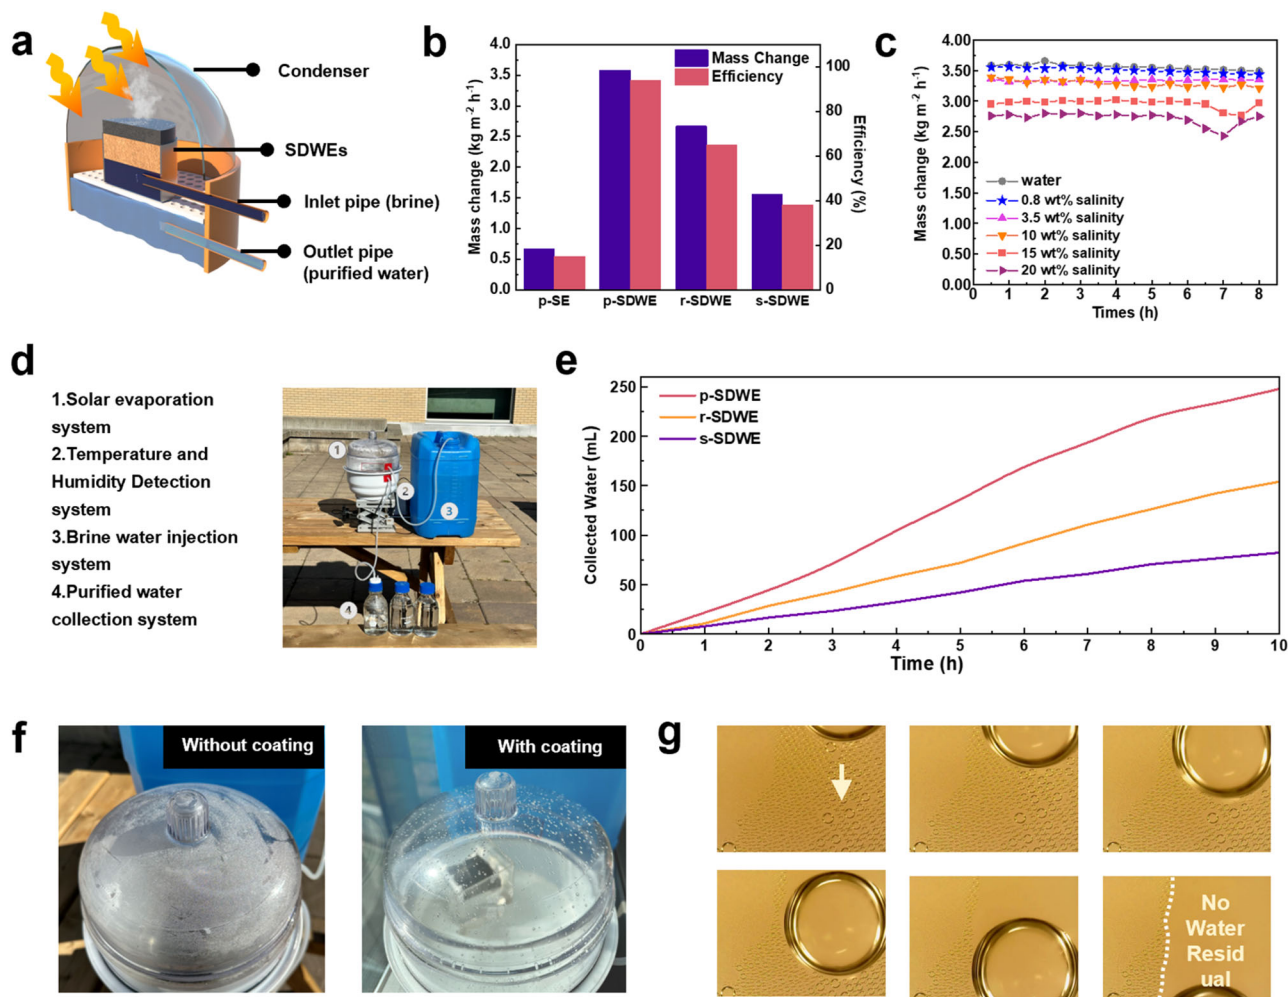 a
Condenser
SDWEs
Inlet pipe (brine)
Outlet pipe
(purified water)
b
4.0
3.5
3.0
2.5
2.0
1.5
1.0
0.5
0.0
Mass change (kg m⁻² h⁻¹)
Mass Change
Efficiency
100
80
60
40
20
0
Efficiency (%)
p-SE
p-SDWE
r-SDWE
s-SDWE
c
4.00
3.50
3.00
2.50
2.00
1.50
1.00
0.50
0.00
Mass change (kg m⁻² h⁻¹)
water
0.8 wt% salinity
3.5 wt% salinity
10 wt% salinity
15 wt% salinity
20 wt% salinity
0 1 2 3 4 5 6 7 8
Times (h)
d
1.Solar evaporation
system
2.Temperature and
Humidity Detection
system
3.Brine water injection
system
4.Purified water
collection system
1
2
3
4
e
250
200
150
100
50
0
Collected Water (mL)
p-SDWE
r-SDWE
s-SDWE
0 1 2 3 4 5 6 7 8 9 10
Time (h)
f
Without coating
With coating
g
No
Water
Resid
ual